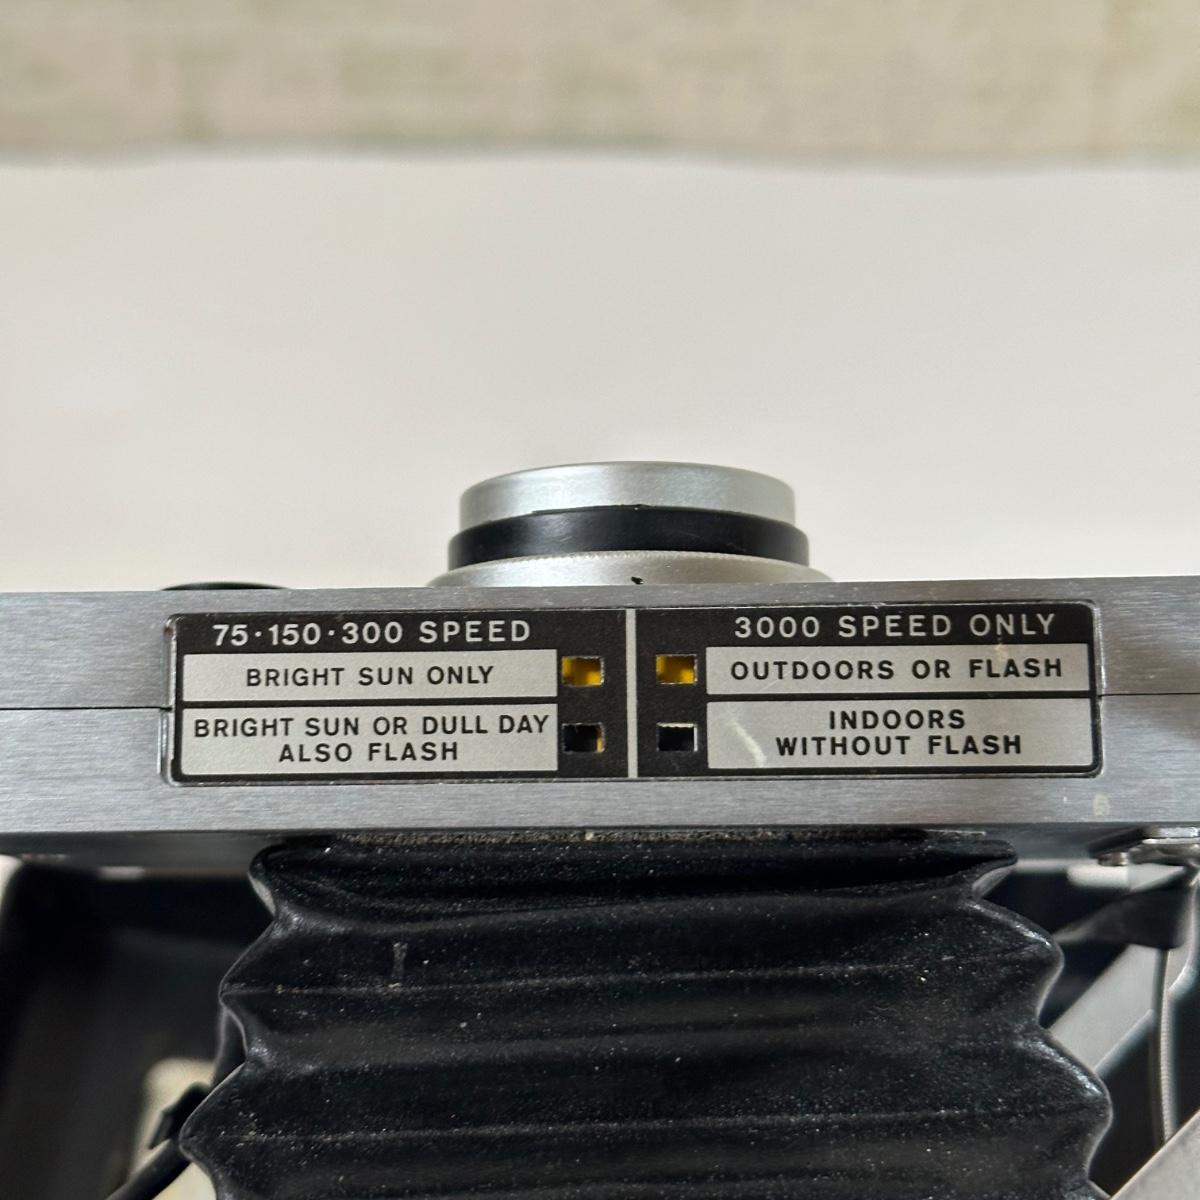 75·150·300 SPEED
BRIGHT SUN ONLY
BRIGHT SUN OR DULL DAY
ALSO FLASH
3000 SPEED ONLY
OUTDOORS OR FLASH
INDOORS
WITHOUT FLASH